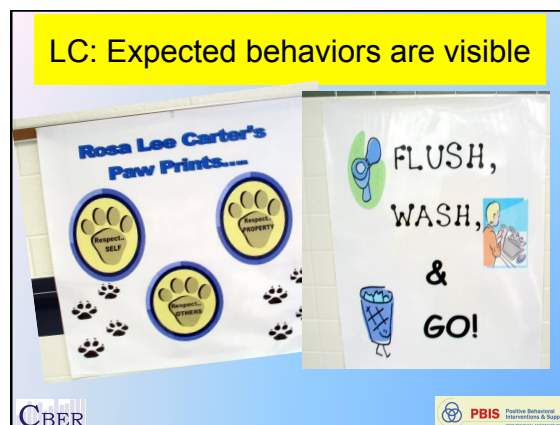 LC: Expected behaviors are visible
Rosa Lee Carter's
Paw Prints....
Respect..
SELF
Respect..
PROPERTY
Respect..
OTHERS
FLUSH,
WASH,
&
GO!
CBER
PBIS Positive Behavioral
Interventions & Supp